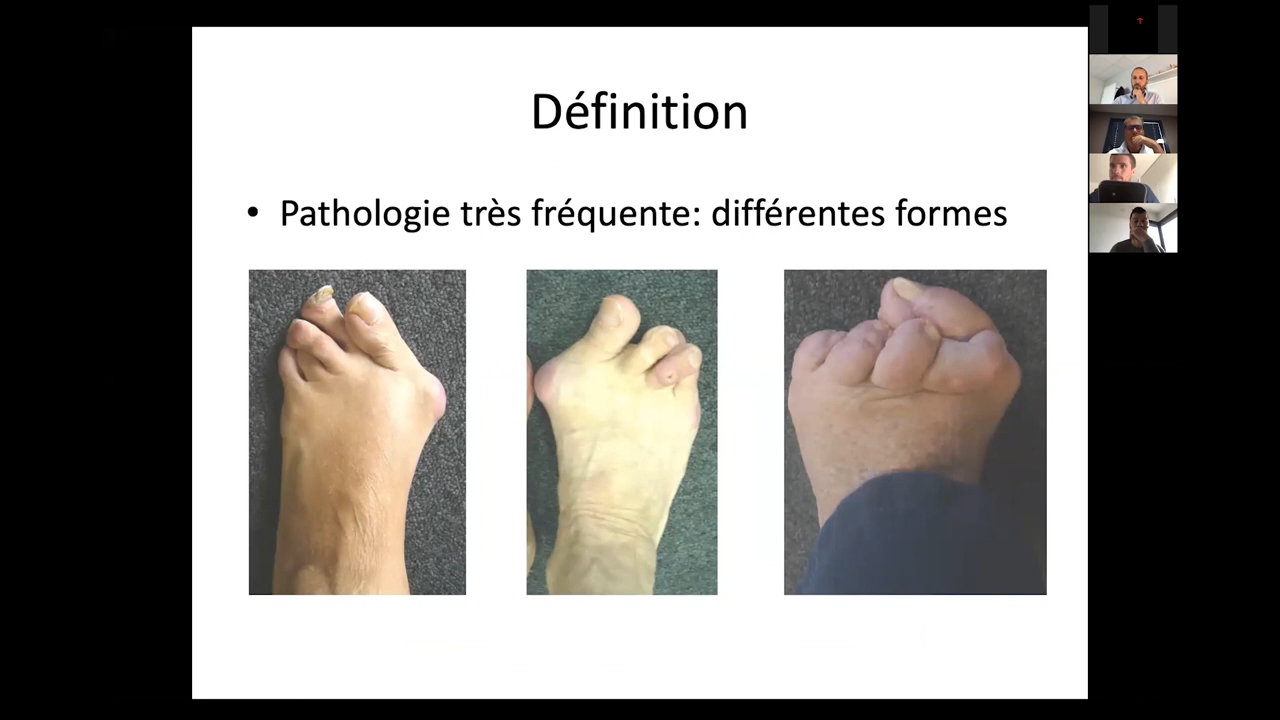 Définition
• Pathologie très fréquente: différentes formes